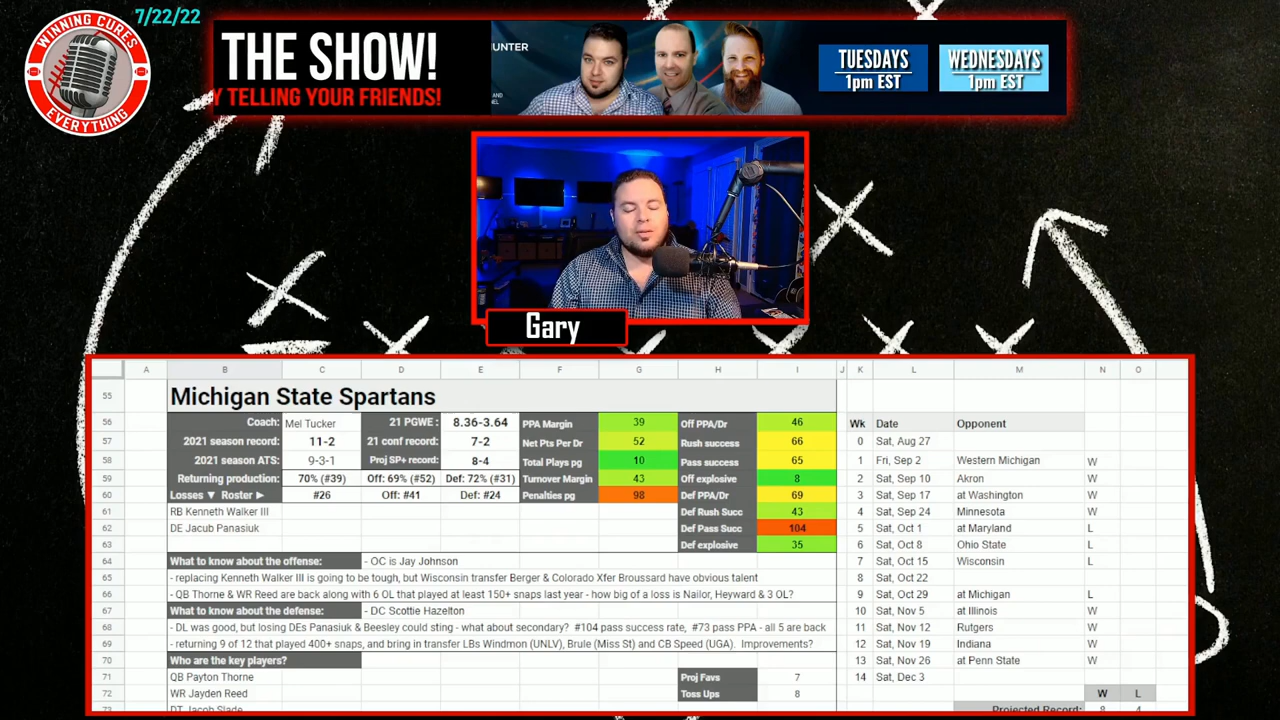 7/22/22
WINNING CURES
EVERYTHING
THE SHOW!
Y TELLING YOUR FRIENDS!
HUNTER
TUESDAYS
1pm EST
WEDNESDAYS
1pm EST
Gary
A B C D E F G H I J K L M N O
55 Michigan State Spartans
56 Coach: Mel Tucker 21 PGWE : 8.36-3.64 PPA Margin 39 Off PPA/Dr 46 Wk Date Opponent
57 2021 season record: 11-2 21 conf record: 7-2 Net Pts Per Dr 52 Rush success 66 0 Sat, Aug 27
58 2021 season ATS: 9-3-1 Proj SP+ record: 8-4 Total Plays pg 10 Pass success 65 1 Fri, Sep 2 Western Michigan W
59 Returning production: 70% (#39) Off: 69% (#52) Def: 72% (#31) Turnover Margin 43 Off explosive 8 2 Sat, Sep 10 Akron W
60 Losses ▼ Roster ► #26 Off: #41 Def: #24 Penalties pg 98 Def PPA/Dr 69 3 Sat, Sep 17 at Washington W
61 RB Kenneth Walker III Def Rush Succ 43 4 Sat, Sep 24 Minnesota W
62 DE Jacub Panasiuk Def Pass Succ 104 5 Sat, Oct 1 at Maryland L
63 Def explosive 35 6 Sat, Oct 8 Ohio State L
64 What to know about the offense: - OC is Jay Johnson 7 Sat, Oct 15 Wisconsin L
65 - replacing Kenneth Walker III is going to be tough, but Wisconsin transfer Berger & Colorado Xfer Broussard have obvious talent 8 Sat, Oct 22
66 - QB Thorne & WR Reed are back along with 6 OL that played at least 150+ snaps last year - how big of a loss is Nailor, Heyward & 3 OL? 9 Sat, Oct 29 at Michigan L
67 What to know about the defense: - DC Scottie Hazelton 10 Sat, Nov 5 at Illinois W
68 - DL was good, but losing DEs Panasiuk & Beesley could sting - what about secondary? #104 pass success rate, #73 pass PPA - all 5 are back 11 Sat, Nov 12 Rutgers W
69 - returning 9 of 12 that played 400+ snaps, and bring in transfer LBs Windmon (UNLV), Brule (Miss St) and CB Speed (UGA). Improvements? 12 Sat, Nov 19 Indiana W
70 Who are the key players? 13 Sat, Nov 26 at Penn State W
71 QB Payton Thorne Proj Favs 7 14 Sat, Dec 3
72 WR Jayden Reed Toss Ups 8 W L
73 DT Jacob Slade Projected Record: 8 4